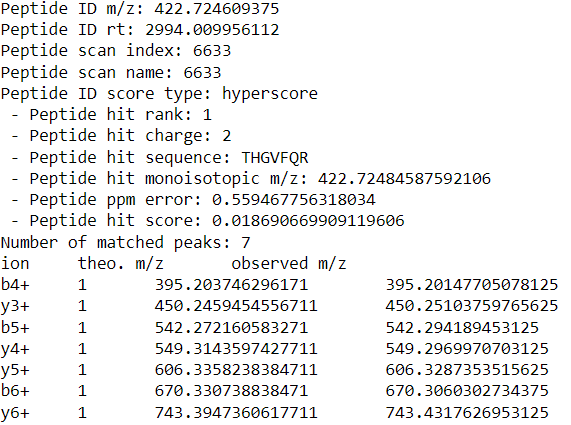 Peptide ID m/z: 422.724609375
Peptide ID rt: 2994.009956112
Peptide scan index: 6633
Peptide scan name: 6633
Peptide ID score type: hyperscore
- Peptide hit rank: 1
- Peptide hit charge: 2
- Peptide hit sequence: THGVFQR
- Peptide hit monoisotopic m/z: 422.72484587592106
- Peptide ppm error: 0.559467756318034
- Peptide hit score: 0.018690669909119606
Number of matched peaks: 7
ion theo. m/z observed m/z
b4+ 1 395.203746296171 395.20147705078125
y3+ 1 450.2459454556711 450.25103759765625
b5+ 1 542.272160583271 542.294189453125
y4+ 1 549.3143597427711 549.2969970703125
y5+ 1 606.3358238384711 606.3287353515625
b6+ 1 670.330738838471 670.3060302734375
y6+ 1 743.3947360617711 743.4317626953125